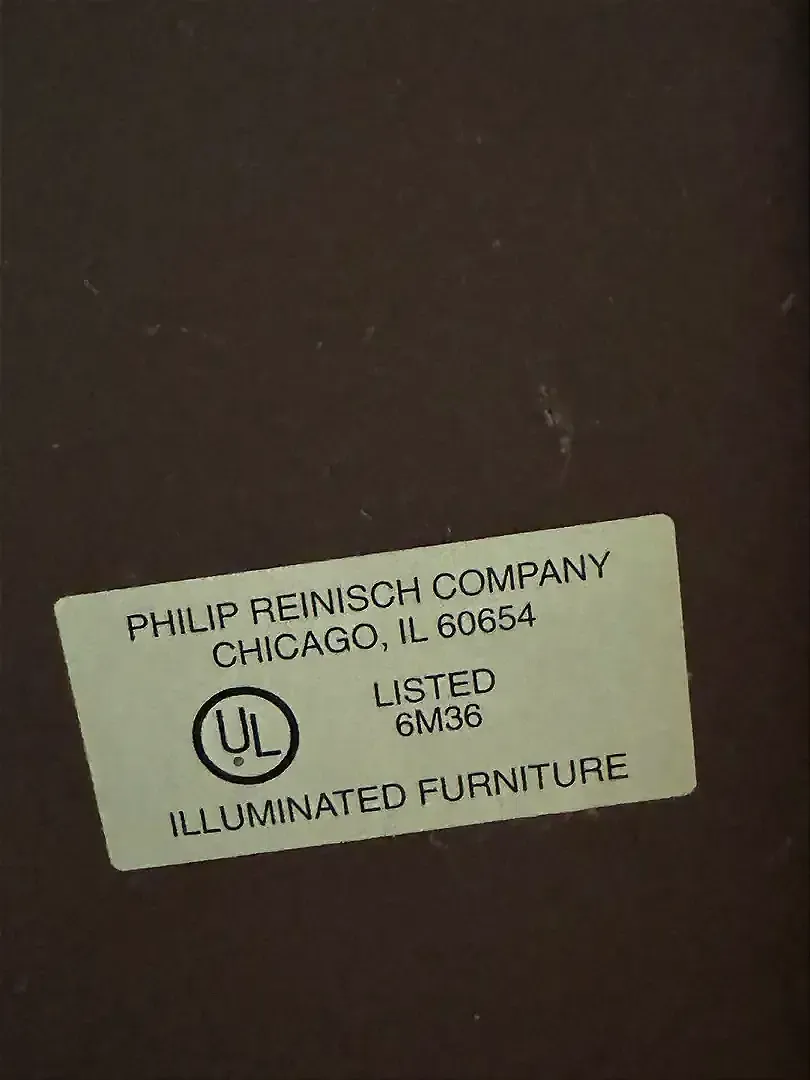 PHILIP REINISCH COMPANY
CHICAGO, IL 60654
LISTED
6M36
UL
ILLUMINATED FURNITURE